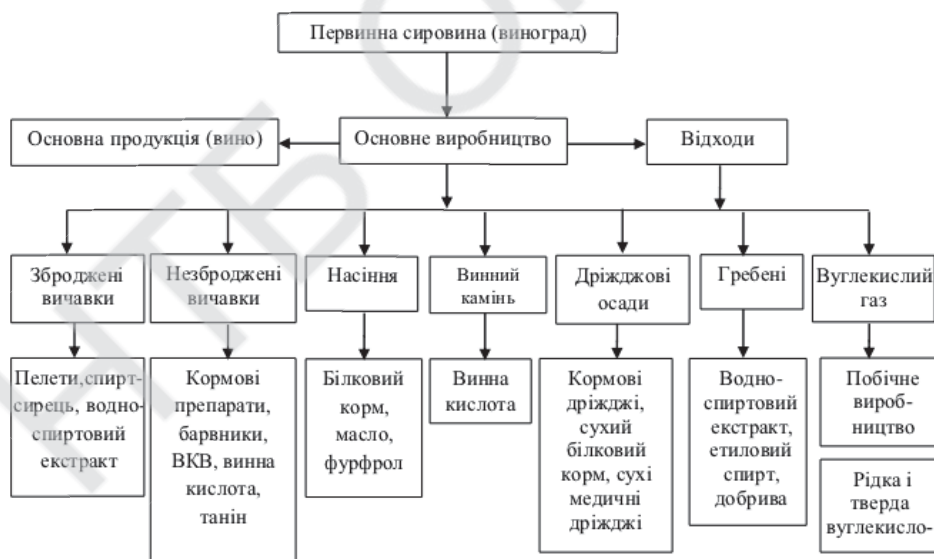 Первинна сировина (виноград)
Основна продукція (вино)
Основне виробництво
Відходи
Зброджені
вичавки
Незброджені
вичавки
Насіння
Винний
камінь
Дріжджові
осади
Гребені
Вуглекислий
газ
Пелети,спирт-
сирець, водно-
спиртовий
екстракт
Кормові
препарати,
барвники,
ВКВ, винна
кислота,
танін
Білковий
корм,
масло,
фурфрол
Винна
кислота
Кормові
дріжджі,
сухий
білковий
корм, сухі
медичні
дріжджі
Водно-
спиртовий
екстракт,
етиловий
спирт,
добрива
Побічне
вироб-
ництво
Рідка і
тверда
вуглекисло-
НТБ